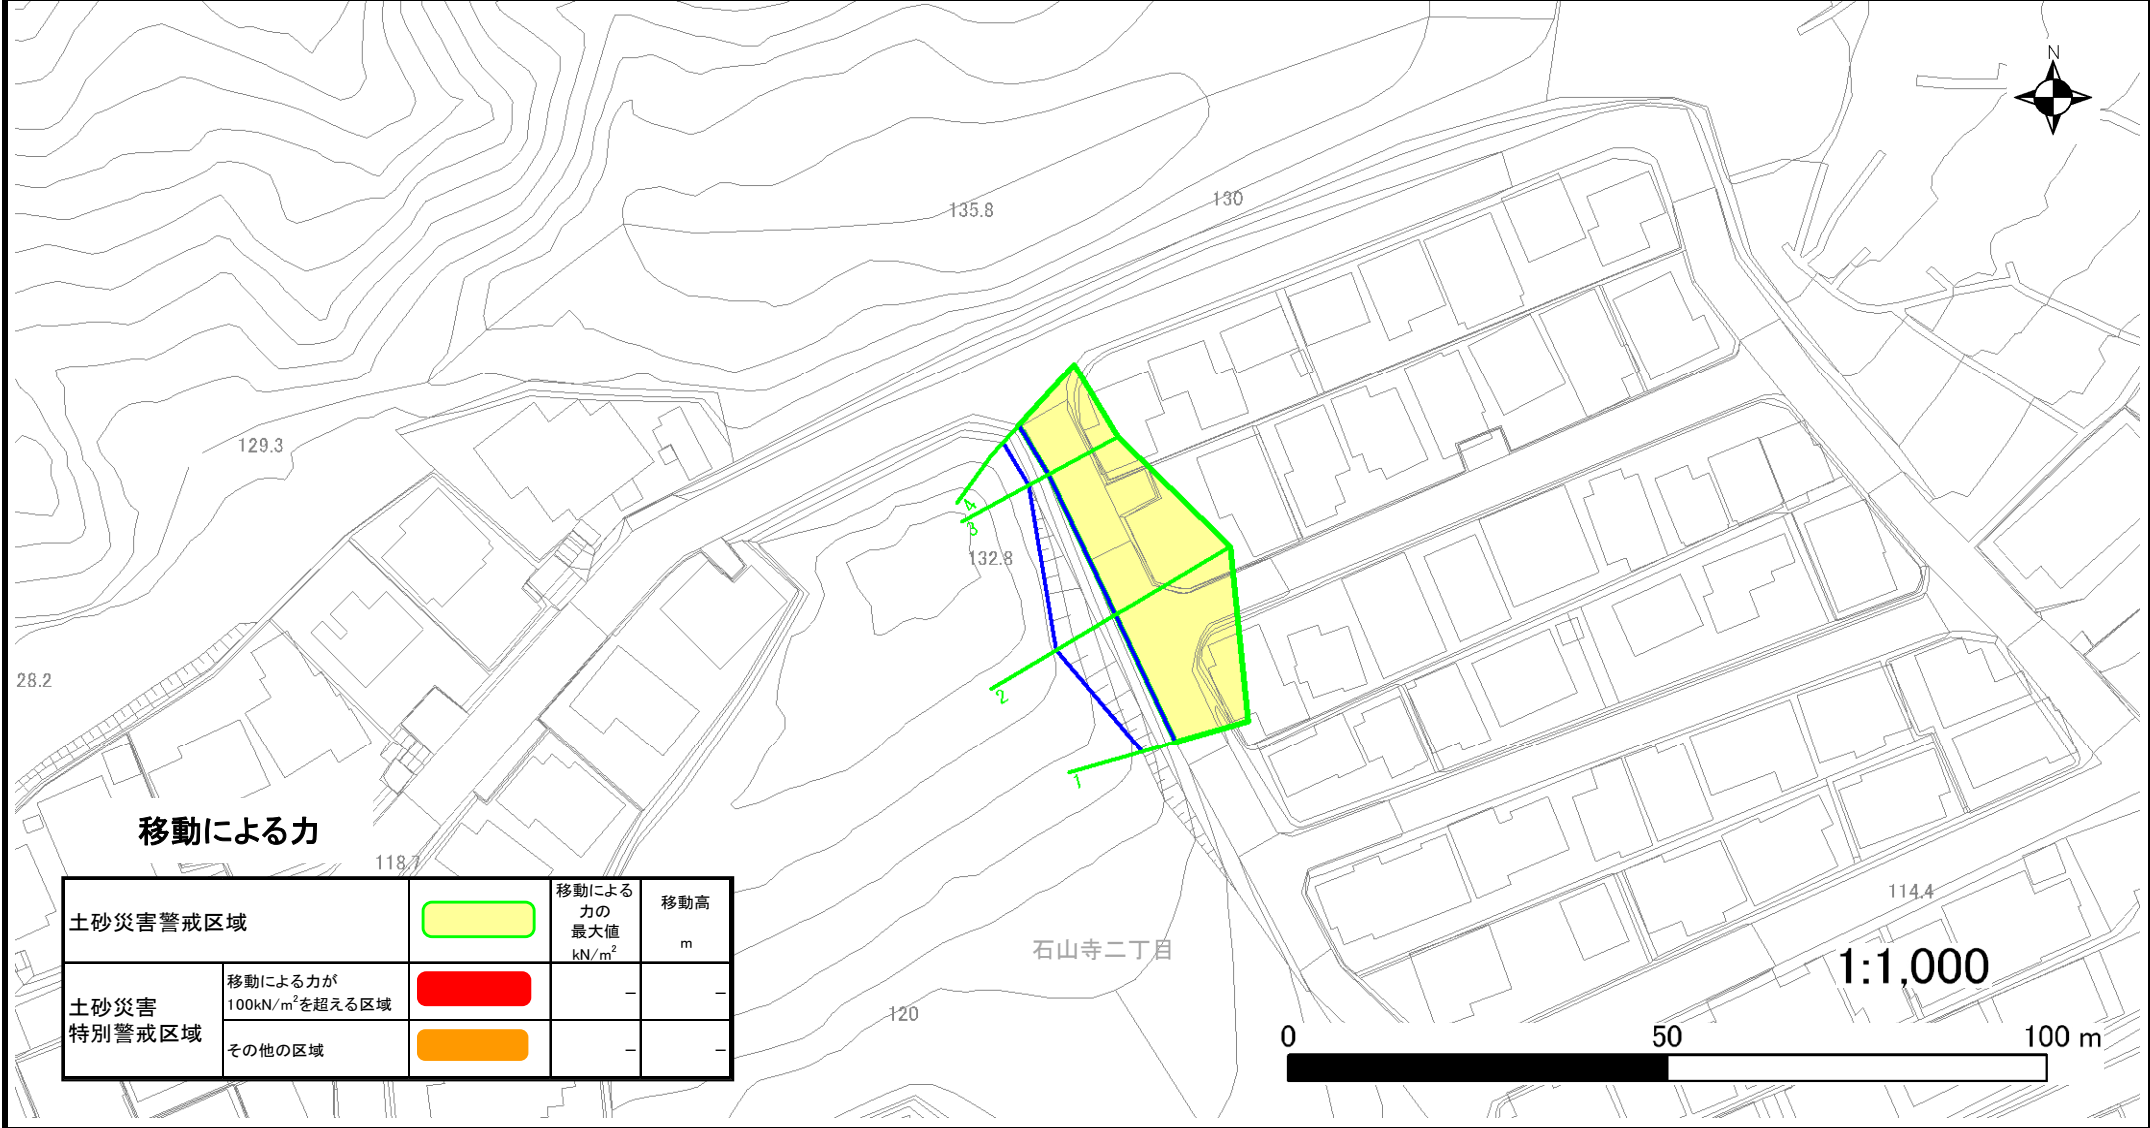 N
135.8
130
129.3
132.8
28.2
4
3
2
1
移動による力
118.7
土砂災害警戒区域
移動による
力の
最大値
kN/m²
移動高
m
土砂災害
特別警戒区域
移動による力が
100kN/m²を超える区域
－
－
その他の区域
－
－
石山寺二丁目
120
114.4
1:1,000
0 50 100 m